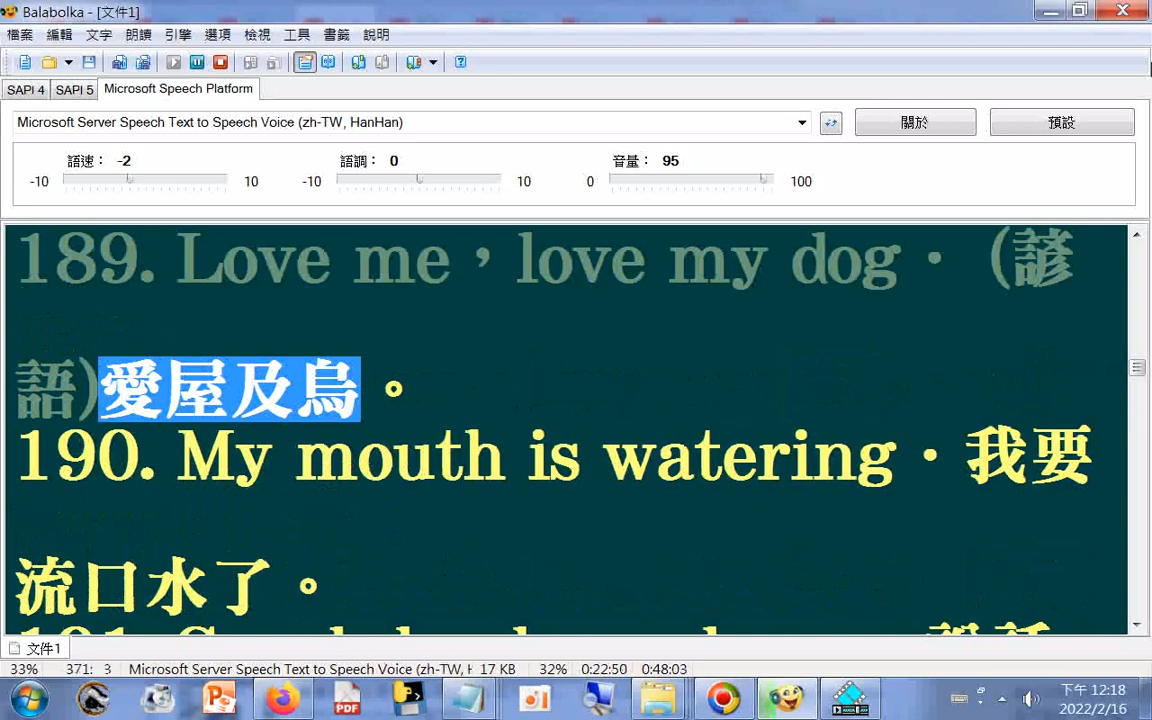 Balabolka - [文件1]
檔案 編輯 文字 朗讀 引擎 選項 檢視 工具 書籤 說明
SAPI 4 SAPI 5 Microsoft Speech Platform
Microsoft Server Speech Text to Speech Voice (zh-TW, HanHan) 關於 預設
語速： -2 語調： 0 音量： 95
-10 10 -10 10 0 100
189. Love me，love my dog．(諺
語)愛屋及烏。
190. My mouth is watering．我要
流口水了。
文件1
33% 371: 3 Microsoft Server Speech Text to Speech Voice (zh-TW, H 17 KB 32% 0:22:50 0:48:03
PDF
下午 12:18
2022/2/16